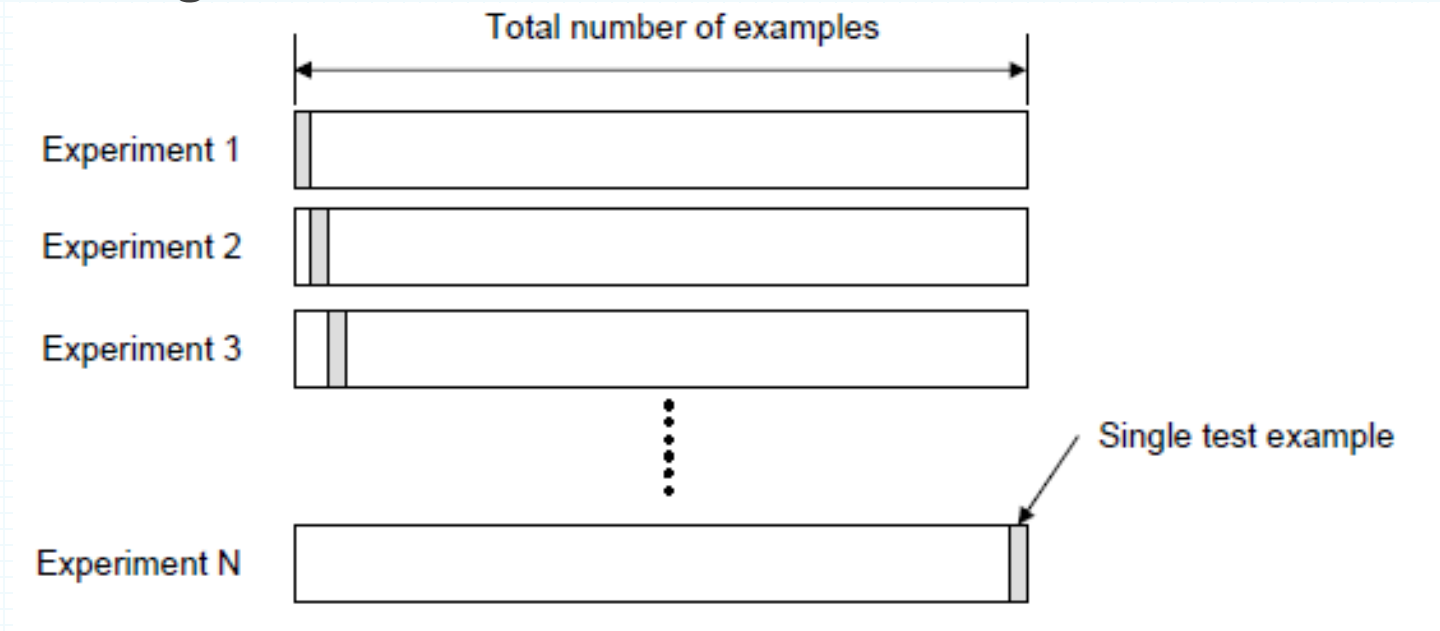 Total number of examples
Experiment 1
Experiment 2
Experiment 3
Single test example
Experiment N